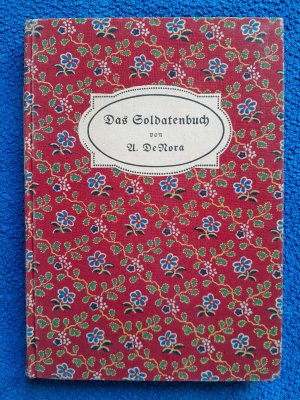 Das Soldatenbuch
von
A. DeNora